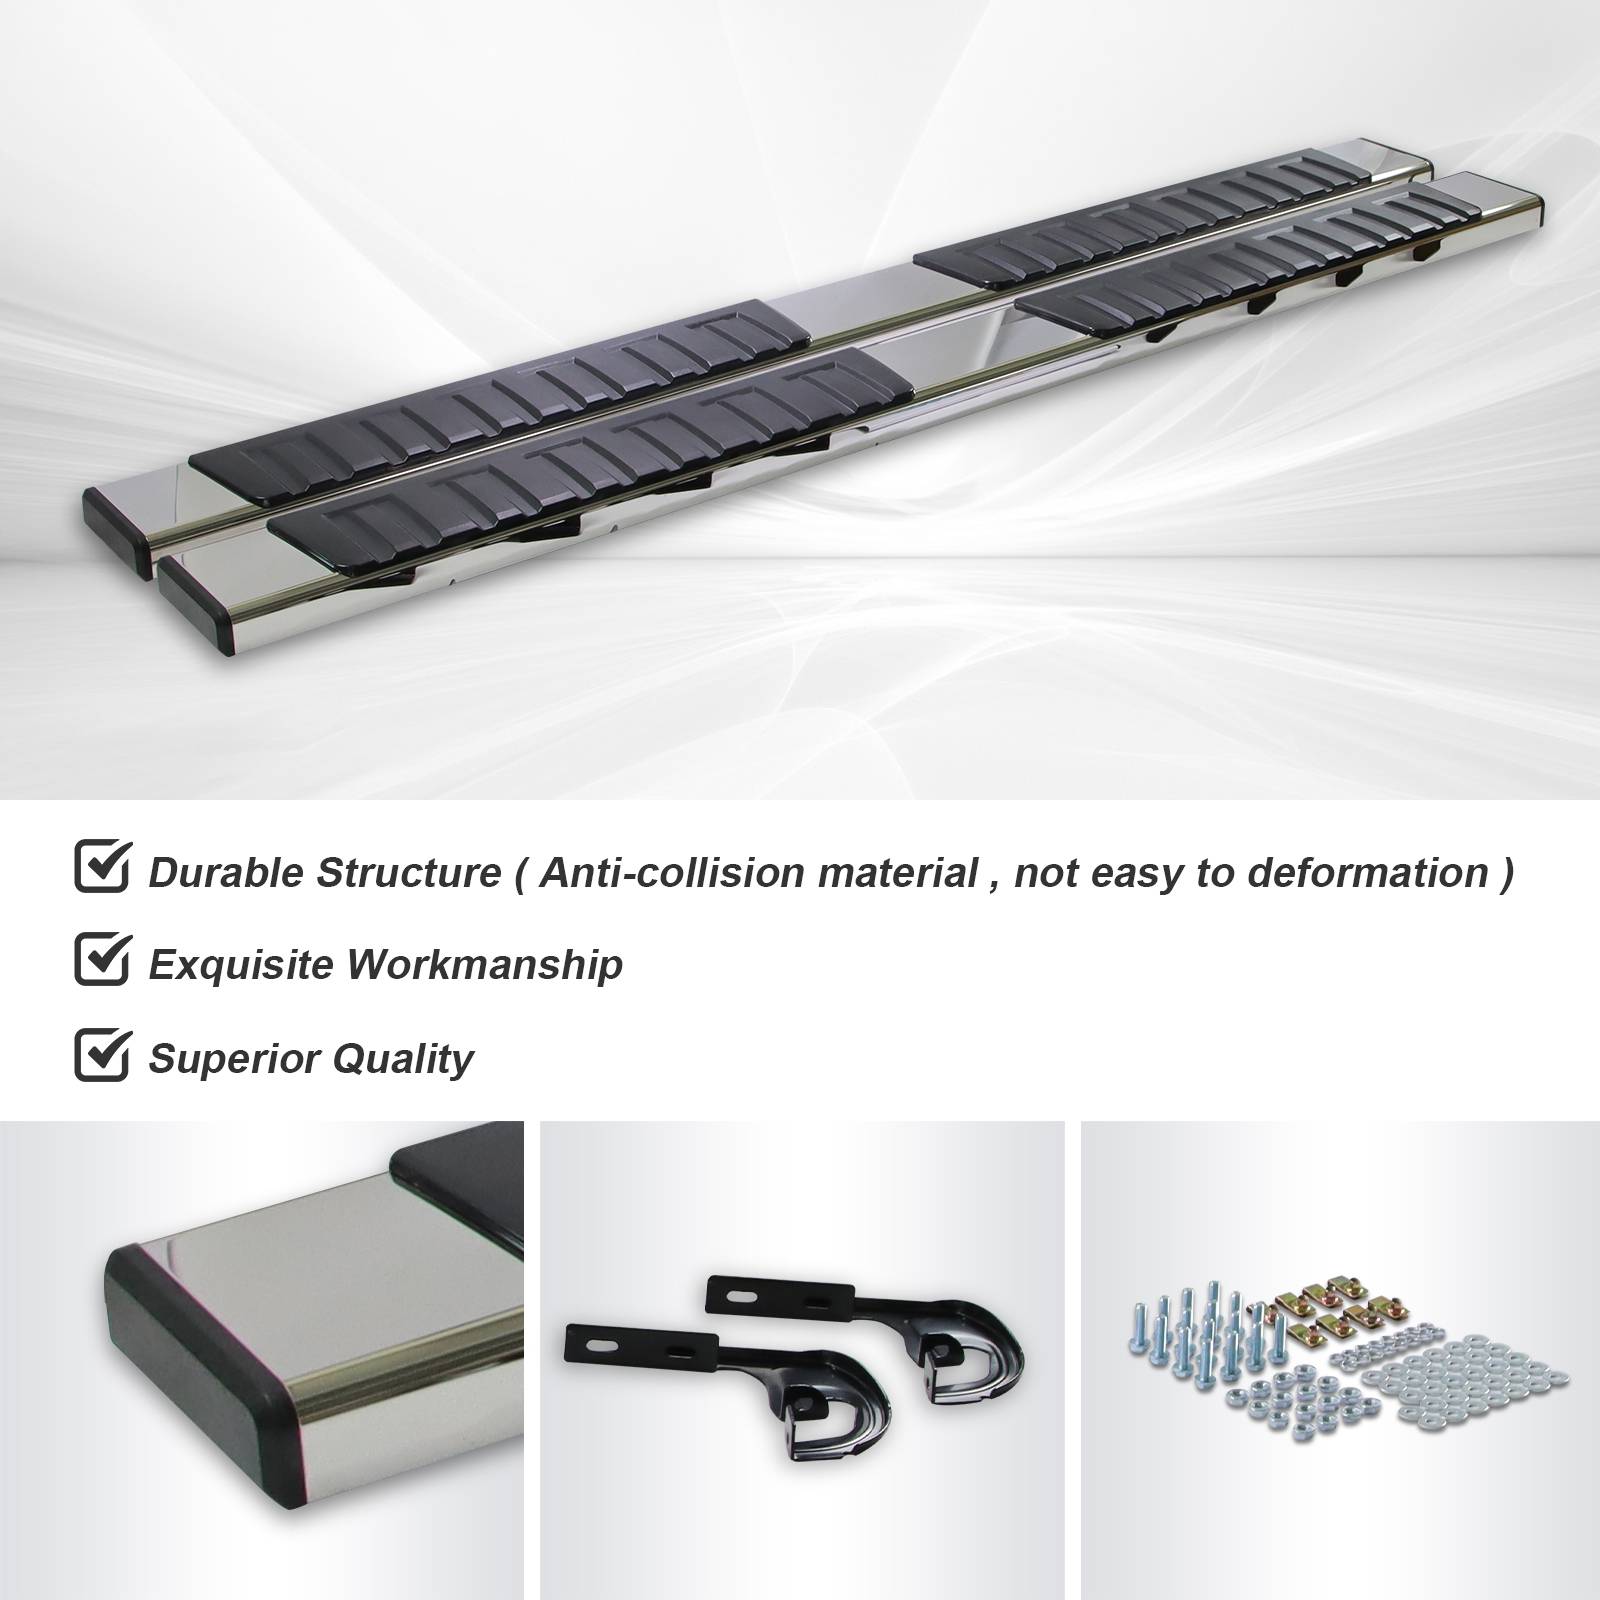 Durable Structure ( Anti-collision material , not easy to deformation )
Exquisite Workmanship
Superior Quality